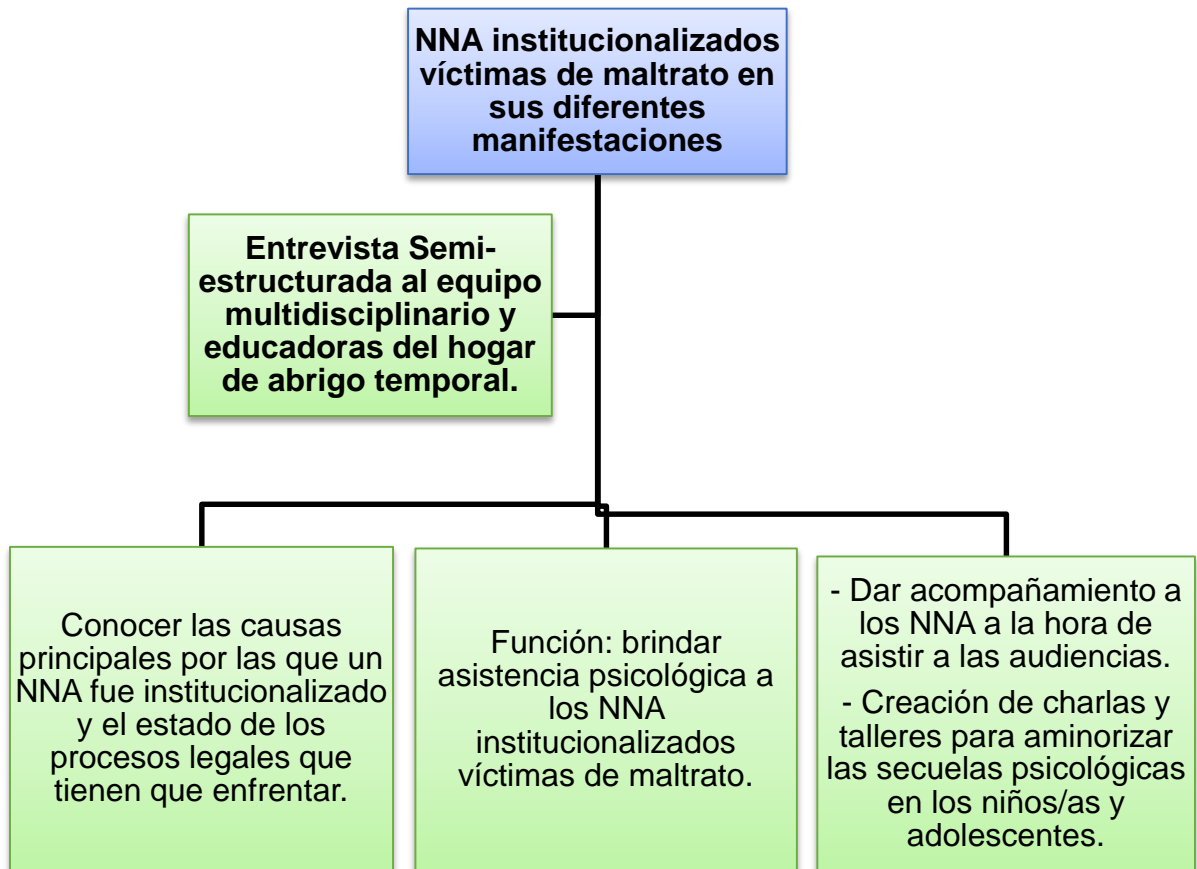 NNA institucionalizados
víctimas de maltrato en
sus diferentes
manifestaciones
Entrevista Semi-
estructurada al equipo
multidisciplinario y
educadoras del hogar
de abrigo temporal.
Conocer las causas
principales por las que un
NNA fue institucionalizado
y el estado de los
procesos legales que
tienen que enfrentar.
Función: brindar
asistencia psicológica a
los NNA
institucionalizados
víctimas de maltrato.
- Dar acompañamiento a
los NNA a la hora de
asistir a las audiencias.
- Creación de charlas y
talleres para aminorizar
las secuelas psicológicas
en los niños/as y
adolescentes.